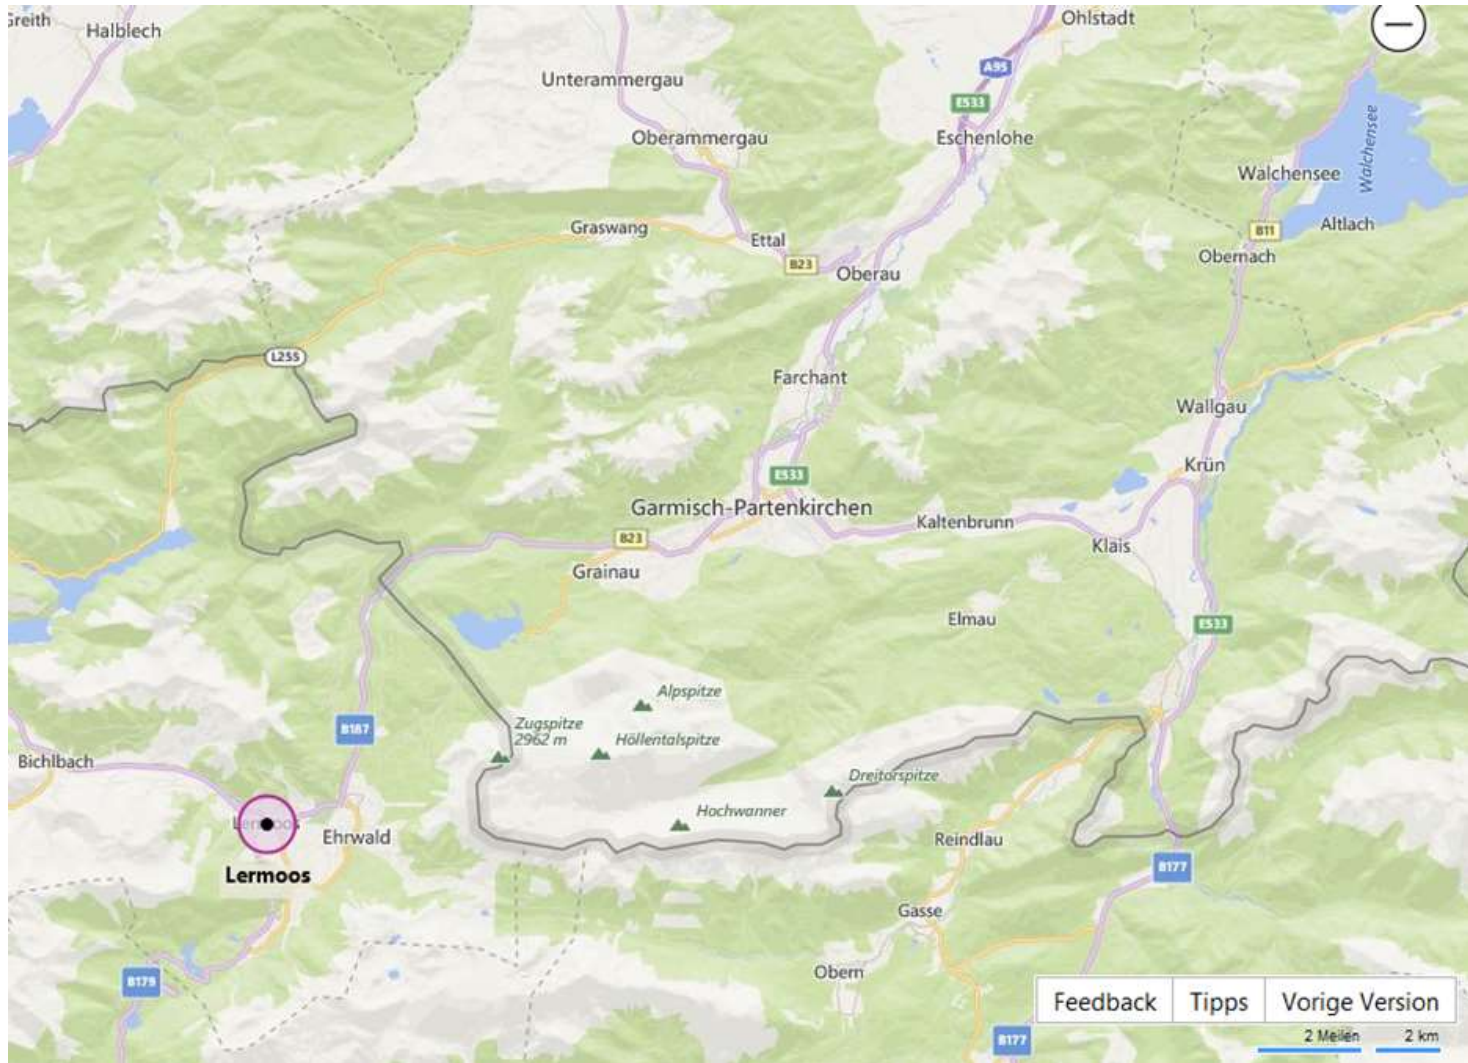 Greith
Halblech
Ohlstadt
Unterammergau
A95
E533
Oberammergau
Eschenlohe
Walchensee
Walchensee
Graswang
Ettal
B11
Altlach
B23
Oberau
Obernach
L255
Farchant
Wallgau
Krün
E533
Garmisch-Partenkirchen
Kaltenbrunn
B23
Klais
Grainau
Elmau
E533
Alpspitze
Zugspitze
2962 m
Höllentalspitze
B187
Bichlbach
Dreitorspitze
Hochwanner
Lermoos
Ehrwald
Reindlau
Lermoos
B177
Gasse
B179
Obern
Feedback
Tipps
Vorige Version
2 Meilen
2 km
B177